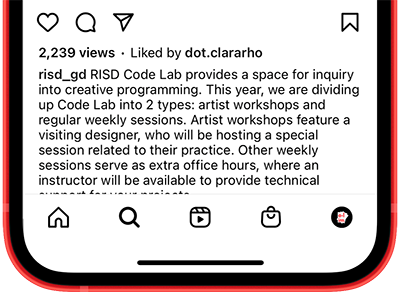 2,239 views · Liked by dot.clararho
risd_gd RISD Code Lab provides a space for inquiry
into creative programming. This year, we are dividing
up Code Lab into 2 types: artist workshops and
regular weekly sessions. Artist workshops feature a
visiting designer, who will be hosting a special
session related to their practice. Other weekly
sessions serve as extra office hours, where an
instructor will be available to provide technical
support for your projects